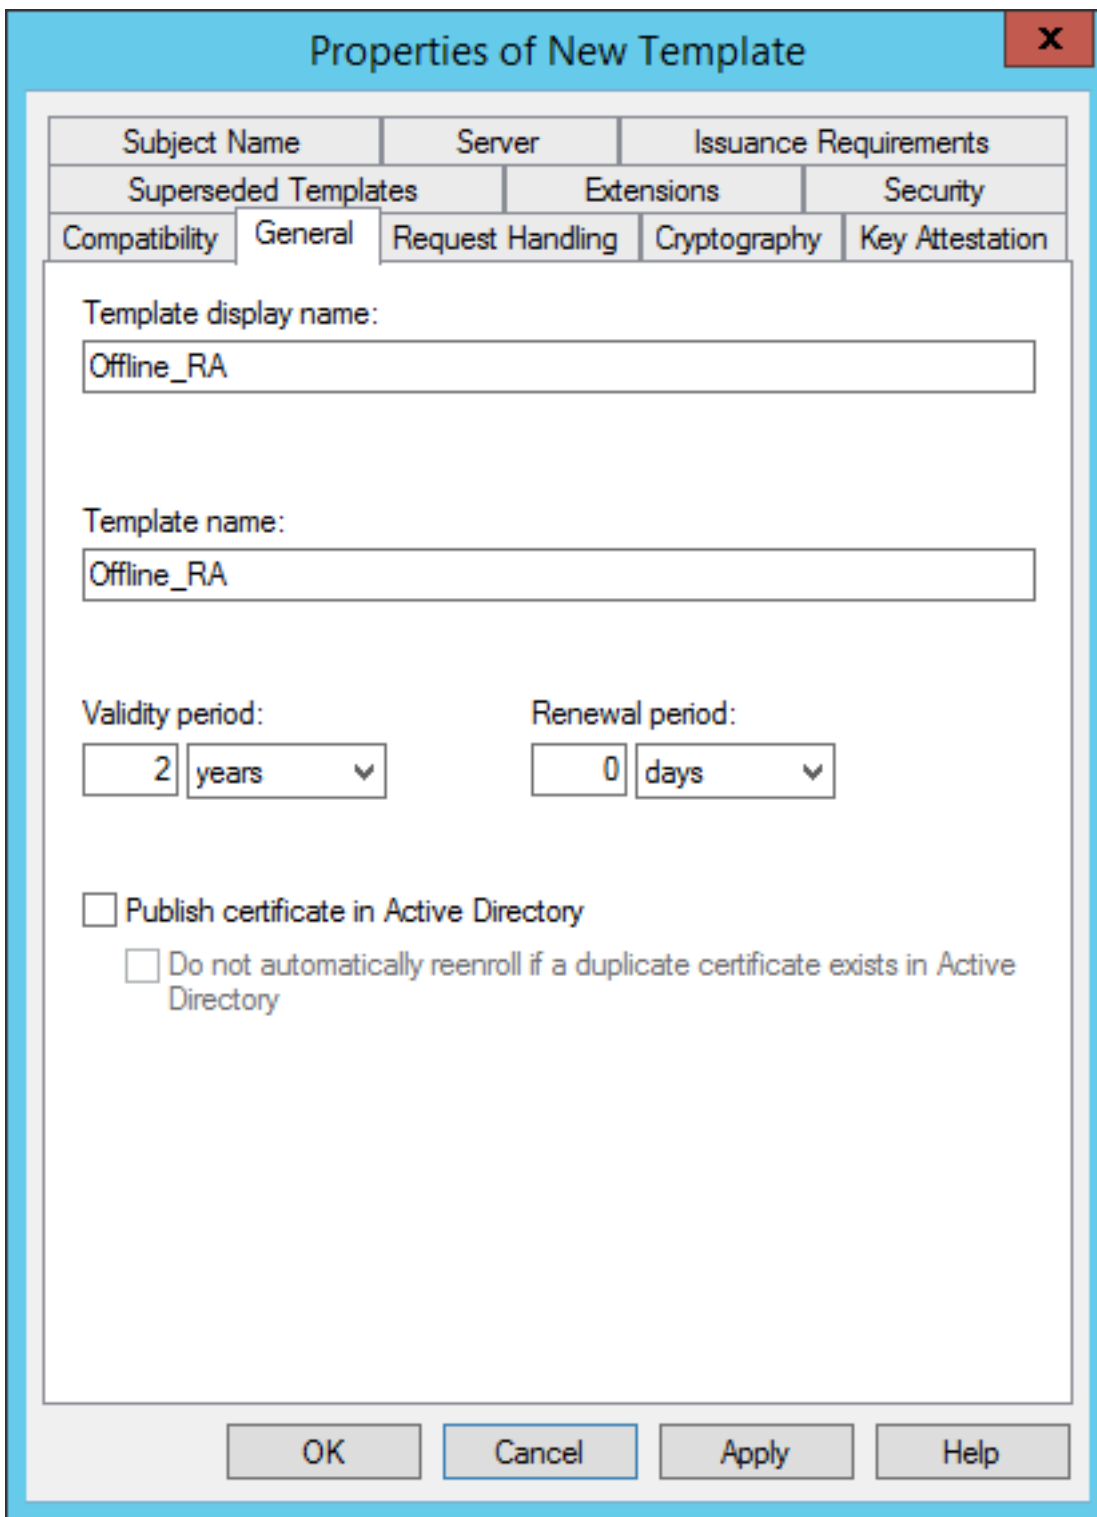 Properties of New Template
x
Subject Name Server Issuance Requirements
Superseded Templates Extensions Security
Compatibility General Request Handling Cryptography Key Attestation
Template display name:
Offline_RA
Template name:
Offline_RA
Validity period: Renewal period:
2 years 0 days
Publish certificate in Active Directory
Do not automatically reenroll if a duplicate certificate exists in Active
Directory
OK Cancel Apply Help